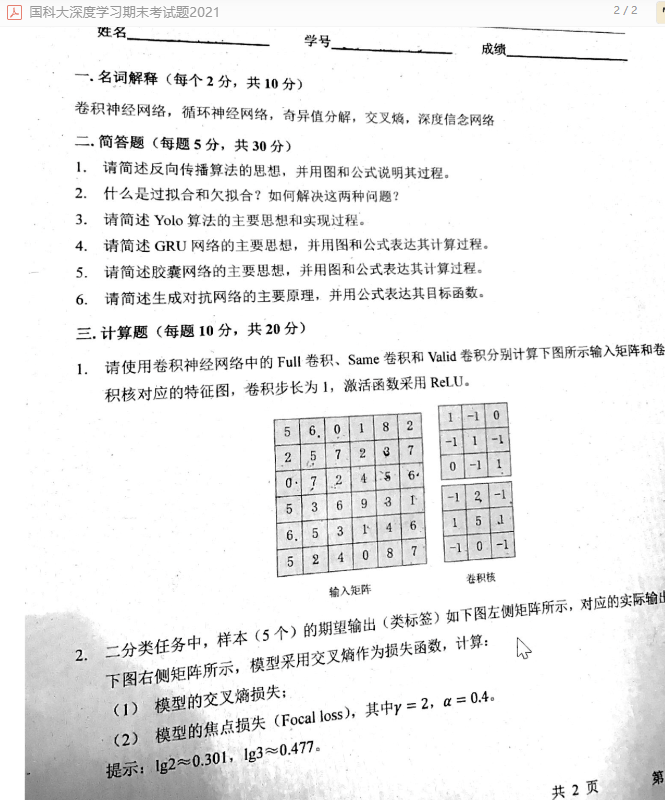 国科大深度学习期末考试题2021
2 / 2
姓名 学号 成绩
一. 名词解释（每个 2 分，共 10 分）
卷积神经网络，循环神经网络，奇异值分解，交叉熵，深度信念网络
二. 简答题（每题 5 分，共 30 分）
1. 请简述反向传播算法的思想，并用图和公式说明其过程。
2. 什么是过拟合和欠拟合？如何解决这两种问题？
3. 请简述 Yolo 算法的主要思想和实现过程。
4. 请简述 GRU 网络的主要思想，并用图和公式表达其计算过程。
5. 请简述胶囊网络的主要思想，并用图和公式表达其计算过程。
6. 请简述生成对抗网络的主要原理，并用公式表达其目标函数。
三. 计算题（每题 10 分，共 20 分）
1. 请使用卷积神经网络中的 Full 卷积、Same 卷积和 Valid 卷积分别计算下图所示输入矩阵和卷
积核对应的特征图，卷积步长为 1，激活函数采用 ReLU。
5 6 0 1 8 2
2 5 7 2 3 7
0 7 2 4 5 6
5 3 6 9 3 1
6 5 3 1 4 6
5 2 4 0 8 7
输入矩阵
1 -1 0
-1 1 -1
0 -1 1
-1 2 -1
1 5 1
-1 0 -1
卷积核
2. 二分类任务中，样本（5 个）的期望输出（类标签）如下图左侧矩阵所示，对应的实际输出
下图右侧矩阵所示，模型采用交叉熵作为损失函数，计算：
（1） 模型的交叉熵损失；
（2） 模型的焦点损失（Focal loss），其中γ = 2，α = 0.4。
提示：lg2≈0.301，lg3≈0.477。
共 2 页 第